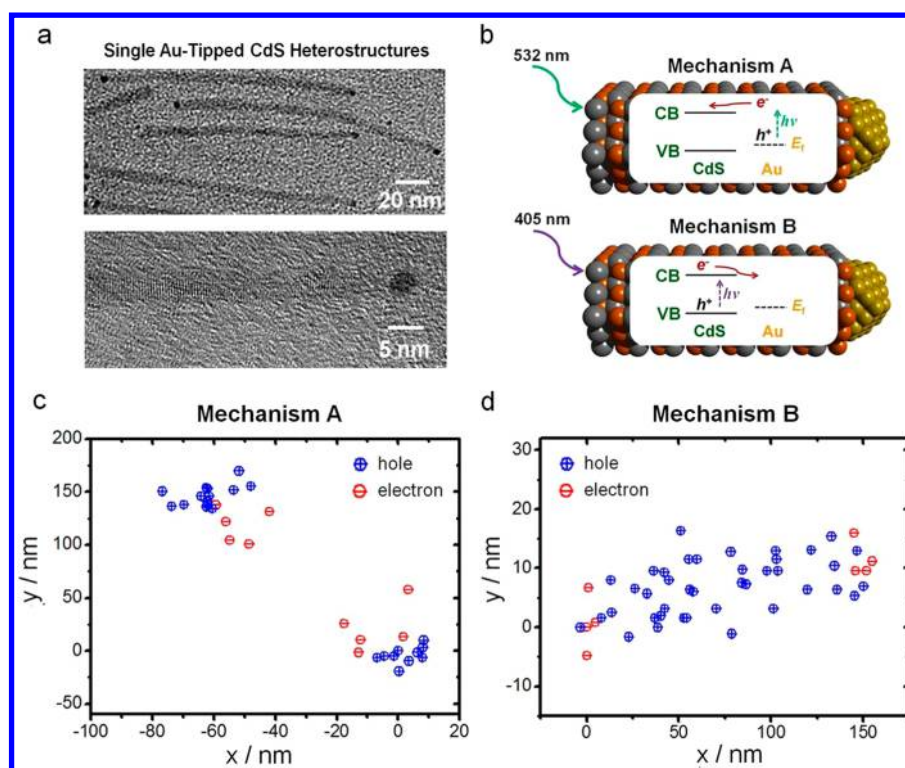 a
Single Au-Tipped CdS Heterostructures
20 nm
5 nm
b
532 nm
Mechanism A
CB
e-
hν
h+
VB
Ef
CdS
Au
405 nm
Mechanism B
CB
e-
hν
h+
VB
Ef
CdS
Au
c
Mechanism A
hole
electron
200
150
100
50
0
-50
y / nm
-100
-80
-60
-40
-20
0
20
x / nm
d
Mechanism B
hole
electron
30
20
10
0
-10
y / nm
0
50
100
150
x / nm